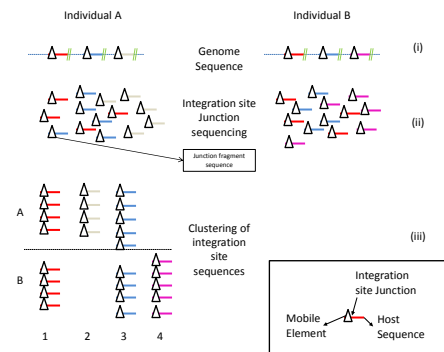 Individual A
Individual B
Genome
Sequence
(i)
Integration site
Junction
sequencing
(ii)
Junction fragment
sequence
A
Clustering of
integration site
sequences
(iii)
B
Integration
site Junction
Mobile
Element
Host
Sequence
1 2 3 4